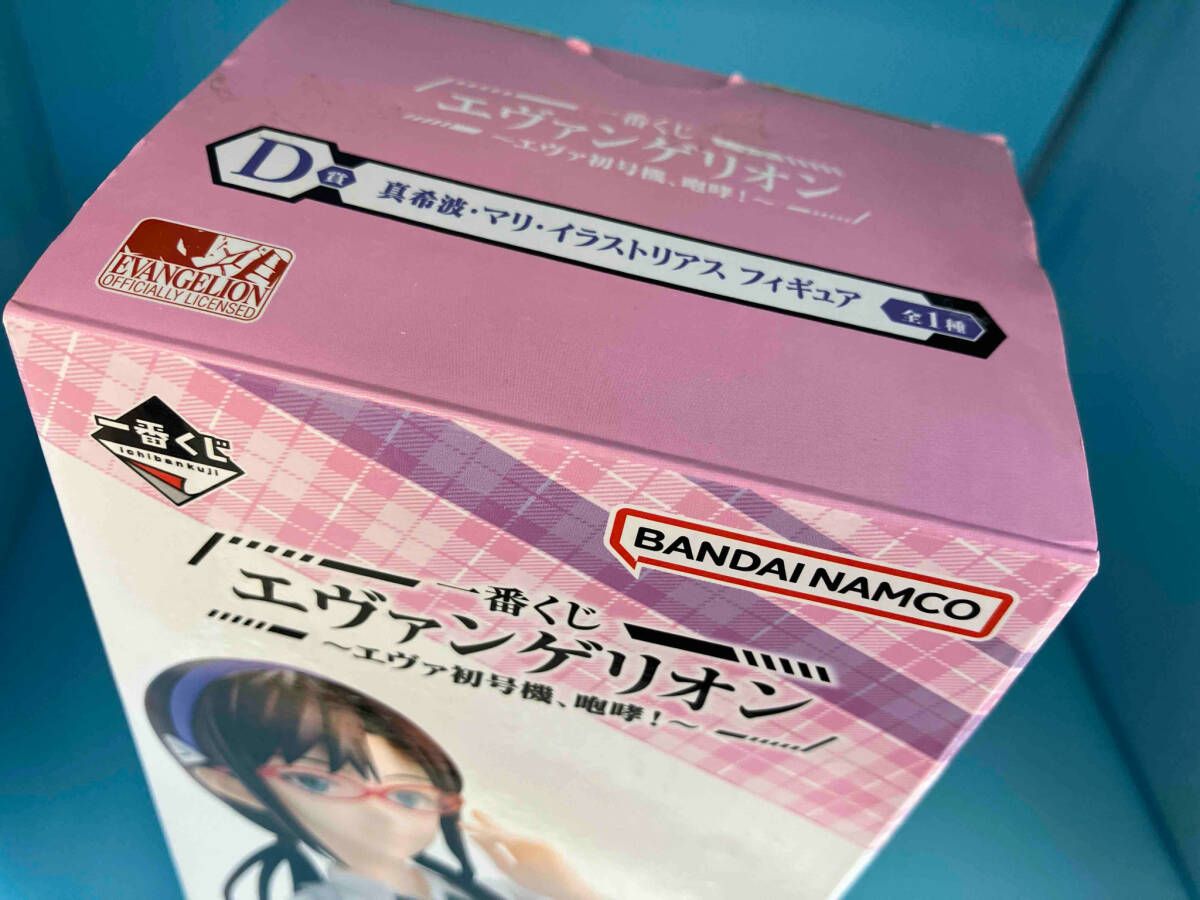 一番くじ
エヴァンゲリオン
～エヴァ初号機、咆哮！～
D賞 真希波・マリ・イラストリアス フィギュア 全1種
EVANGELION
OFFICIALLY LICENSED
一番くじ
ichibankuji
BANDAI NAMCO
一番くじ
エヴァンゲリオン
～エヴァ初号機、咆哮！～